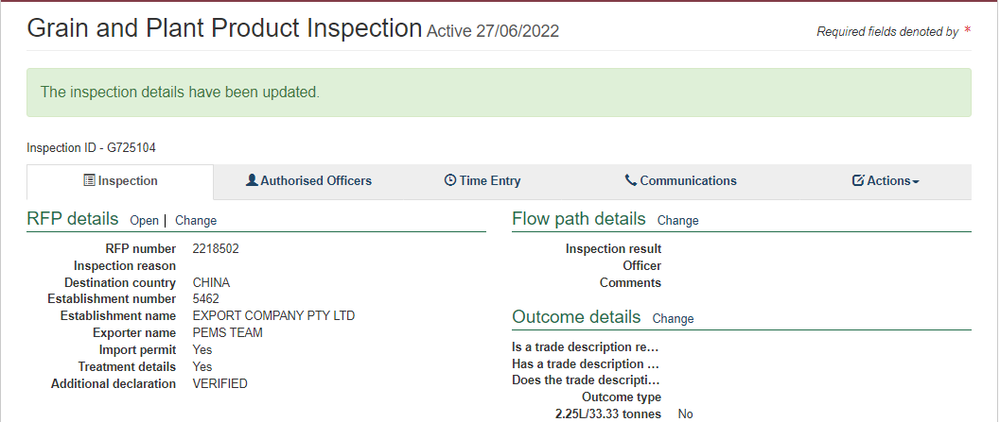 Grain and Plant Product Inspection Active 27/06/2022
Required fields denoted by *
The inspection details have been updated.
Inspection ID - G725104
Inspection Authorised Officers Time Entry Communications Actions
RFP details Open | Change
RFP number 2218502
Inspection reason
Destination country CHINA
Establishment number 5462
Establishment name EXPORT COMPANY PTY LTD
Exporter name PEMS TEAM
Import permit Yes
Treatment details Yes
Additional declaration VERIFIED
Flow path details Change
Inspection result
Officer
Comments
Outcome details Change
Is a trade description re...
Has a trade description ...
Does the trade descripti...
Outcome type
2.25L/33.33 tonnes No